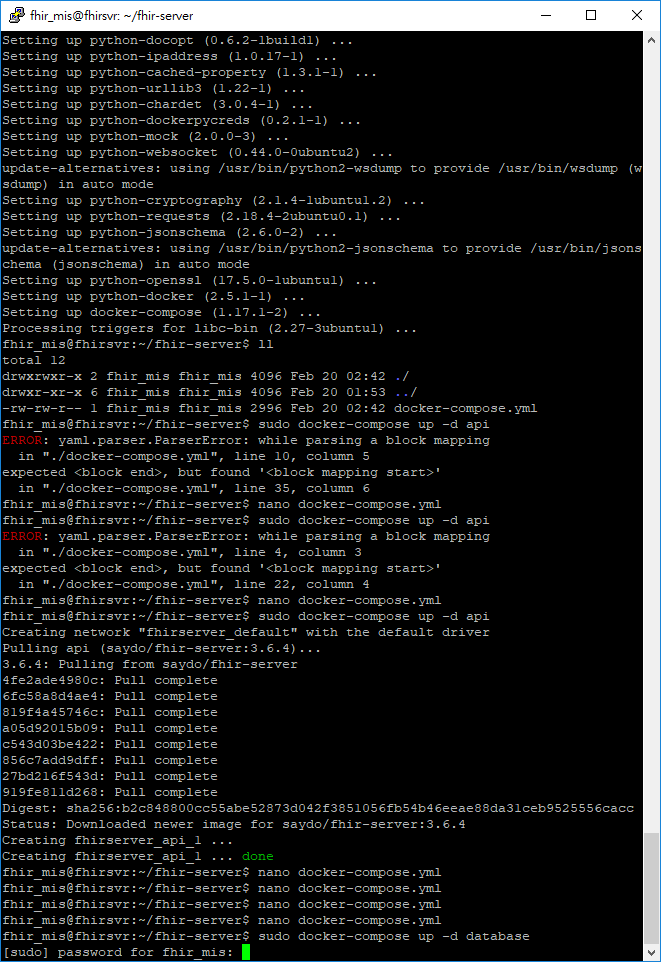 fhir_mis@fhirsvr: ~/fhir-server
Setting up python-docopt (0.6.2-1build1) ...
Setting up python-ipaddress (1.0.17-1) ...
Setting up python-cached-property (1.3.1-1) ...
Setting up python-urllib3 (1.22-1) ...
Setting up python-chardet (3.0.4-1) ...
Setting up python-dockerpycreds (0.2.1-1) ...
Setting up python-mock (2.0.0-3) ...
Setting up python-websocket (0.44.0-0ubuntu2) ...
update-alternatives: using /usr/bin/python2-wsdump to provide /usr/bin/wsdump (w
sdump) in auto mode
Setting up python-cryptography (2.1.4-1ubuntu1.2) ...
Setting up python-requests (2.18.4-2ubuntu0.1) ...
Setting up python-jsonschema (2.6.0-2) ...
update-alternatives: using /usr/bin/python2-jsonschema to provide /usr/bin/jsons
chema (jsonschema) in auto mode
Setting up python-openssl (17.5.0-1ubuntu1) ...
Setting up python-docker (2.5.1-1) ...
Setting up docker-compose (1.17.1-2) ...
Processing triggers for libc-bin (2.27-3ubuntu1) ...
fhir_mis@fhirsvr:~/fhir-server$ ll
total 12
drwxrwxr-x 2 fhir_mis fhir_mis 4096 Feb 20 02:42 ./
drwxr-xr-x 6 fhir_mis fhir_mis 4096 Feb 20 01:53 ../
-rw-rw-r-- 1 fhir_mis fhir_mis 2996 Feb 20 02:42 docker-compose.yml
fhir_mis@fhirsvr:~/fhir-server$ sudo docker-compose up -d api
ERROR: yaml.parser.ParserError: while parsing a block mapping
  in "./docker-compose.yml", line 10, column 5
expected <block end>, but found '<block mapping start>'
  in "./docker-compose.yml", line 35, column 6
fhir_mis@fhirsvr:~/fhir-server$ nano docker-compose.yml
fhir_mis@fhirsvr:~/fhir-server$ sudo docker-compose up -d api
ERROR: yaml.parser.ParserError: while parsing a block mapping
  in "./docker-compose.yml", line 4, column 3
expected <block end>, but found '<block mapping start>'
  in "./docker-compose.yml", line 22, column 4
fhir_mis@fhirsvr:~/fhir-server$ nano docker-compose.yml
fhir_mis@fhirsvr:~/fhir-server$ sudo docker-compose up -d api
Creating network "fhirserver_default" with the default driver
Pulling api (saydo/fhir-server:3.6.4)...
3.6.4: Pulling from saydo/fhir-server
4fe2ade4980c: Pull complete
6fc58a8d4ae4: Pull complete
819f4a45746c: Pull complete
a05d92015b09: Pull complete
c543d03be422: Pull complete
856c7add9dff: Pull complete
27bd216f543d: Pull complete
919fe811d268: Pull complete
Digest: sha256:b2c848800cc55abe52873d042f3851056fb54b46eeae88da31ceb9525556cacc
Status: Downloaded newer image for saydo/fhir-server:3.6.4
Creating fhirserver_api_1 ...
Creating fhirserver_api_1 ... done
fhir_mis@fhirsvr:~/fhir-server$ nano docker-compose.yml
fhir_mis@fhirsvr:~/fhir-server$ nano docker-compose.yml
fhir_mis@fhirsvr:~/fhir-server$ nano docker-compose.yml
fhir_mis@fhirsvr:~/fhir-server$ nano docker-compose.yml
fhir_mis@fhirsvr:~/fhir-server$ sudo docker-compose up -d database
[sudo] password for fhir_mis: